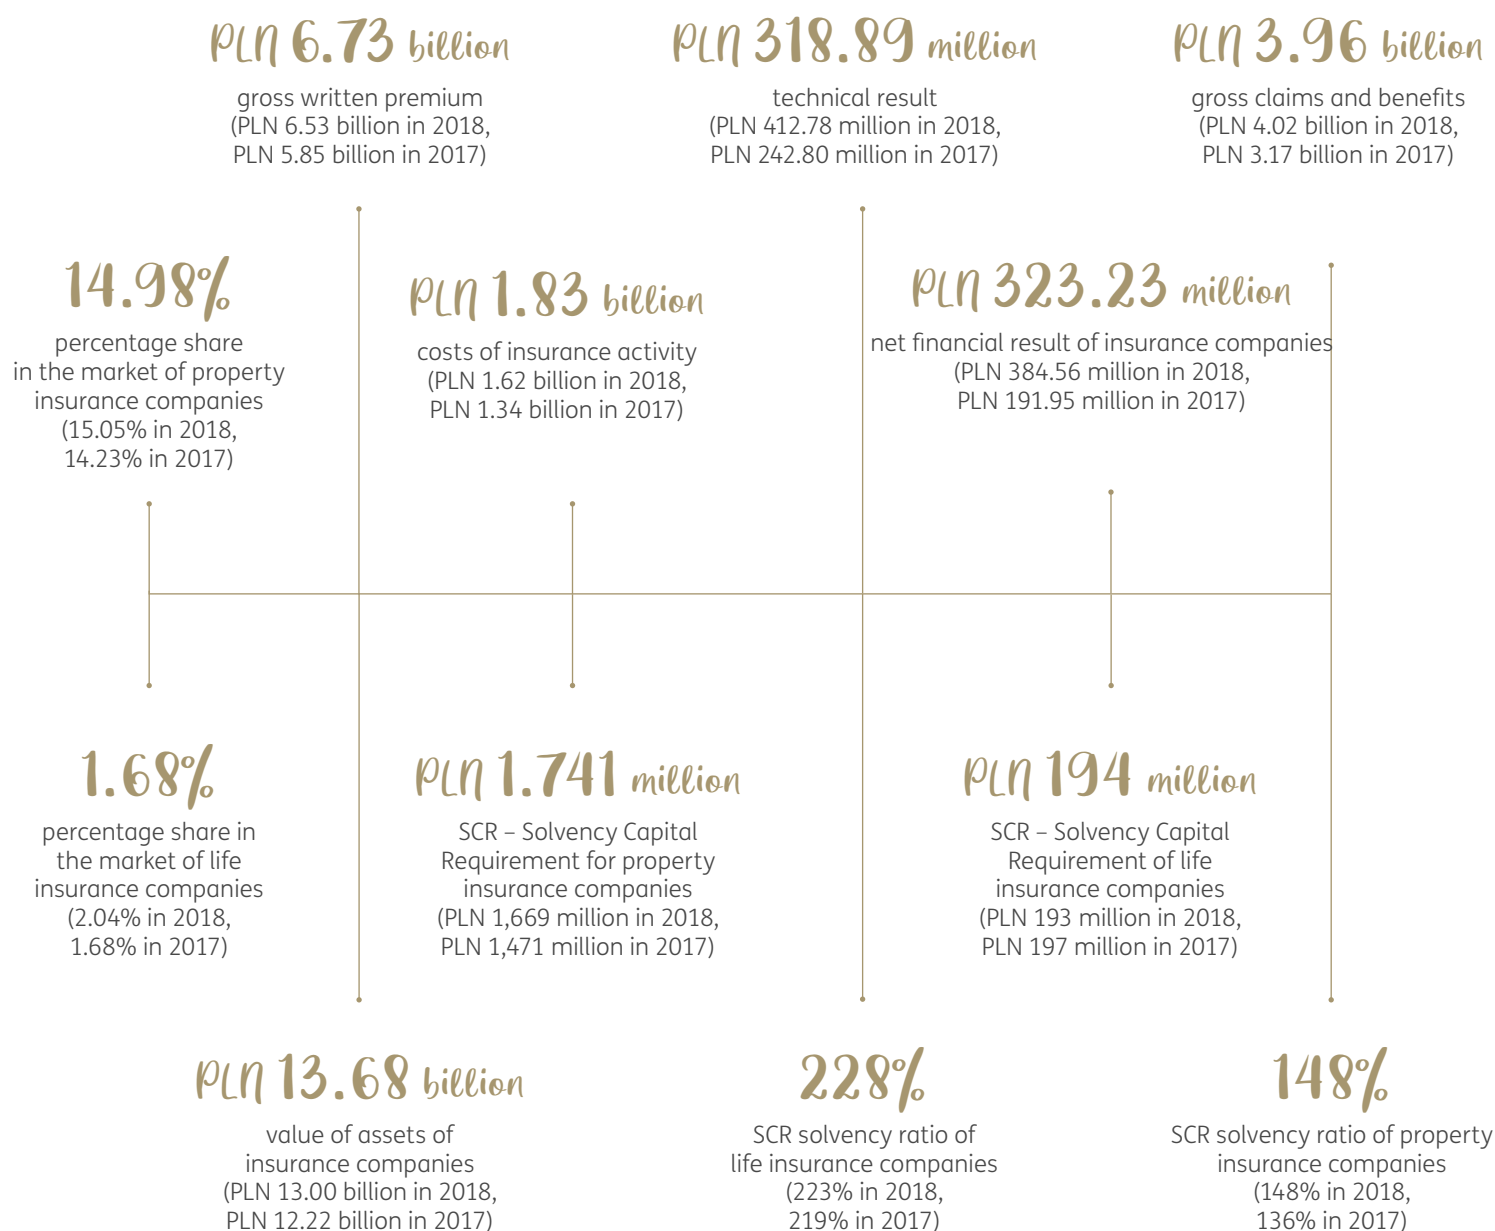 PLN 6.73 billion
gross written premium
(PLN 6.53 billion in 2018,
PLN 5.85 billion in 2017)
PLN 318.89 million
technical result
(PLN 412.78 million in 2018,
PLN 242.80 million in 2017)
PLN 3.96 billion
gross claims and benefits
(PLN 4.02 billion in 2018,
PLN 3.17 billion in 2017)
14.98%
percentage share
in the market of property
insurance companies
(15.05% in 2018,
14.23% in 2017)
PLN 1.83 billion
costs of insurance activity
(PLN 1.62 billion in 2018,
PLN 1.34 billion in 2017)
PLN 323.23 million
net financial result of insurance companies
(PLN 384.56 million in 2018,
PLN 191.95 million in 2017)
1.68%
percentage share in
the market of life
insurance companies
(2.04% in 2018,
1.68% in 2017)
PLN 1.741 million
SCR – Solvency Capital
Requirement for property
insurance companies
(PLN 1,669 million in 2018,
PLN 1,471 million in 2017)
PLN 194 million
SCR – Solvency Capital
Requirement of life
insurance companies
(PLN 193 million in 2018,
PLN 197 million in 2017)
PLN 13.68 billion
value of assets of
insurance companies
(PLN 13.00 billion in 2018,
PLN 12.22 billion in 2017)
228%
SCR solvency ratio of
life insurance companies
(223% in 2018,
219% in 2017)
148%
SCR solvency ratio of property
insurance companies
(148% in 2018,
136% in 2017)